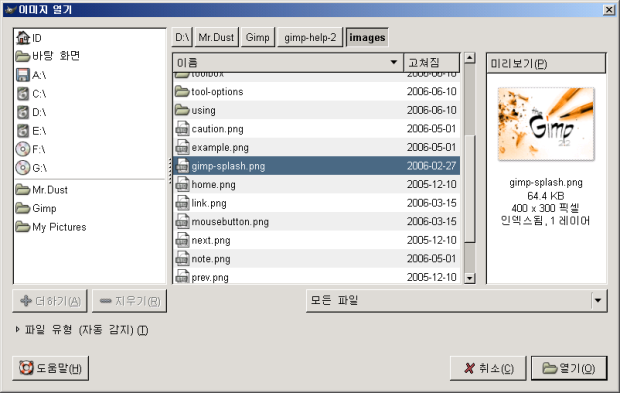 이미지 열기
ID
바탕 화면
A:\
C:\
D:\
E:\
F:\
G:\
Mr.Dust
Gimp
My Pictures
D:\ Mr.Dust Gimp gimp-help-2 images
이름 고쳐짐
toolbox 2006-06-10
tool-options 2006-06-10
using 2006-06-10
caution.png 2006-05-01
example.png 2006-05-01
gimp-splash.png 2006-02-27
home.png 2005-12-10
link.png 2006-03-15
mousebutton.png 2006-03-15
next.png 2005-12-10
note.png 2006-05-01
prev.png 2005-12-10
미리보기(P)
The
Gimp
gimp-splash.png
64.4 KB
400 x 300 픽셀
인덱스됨, 1 레이어
더하기(A) 지우기(R)
모든 파일
파일 유형 (자동 감지) (T)
도움말(H)
취소(C) 열기(O)